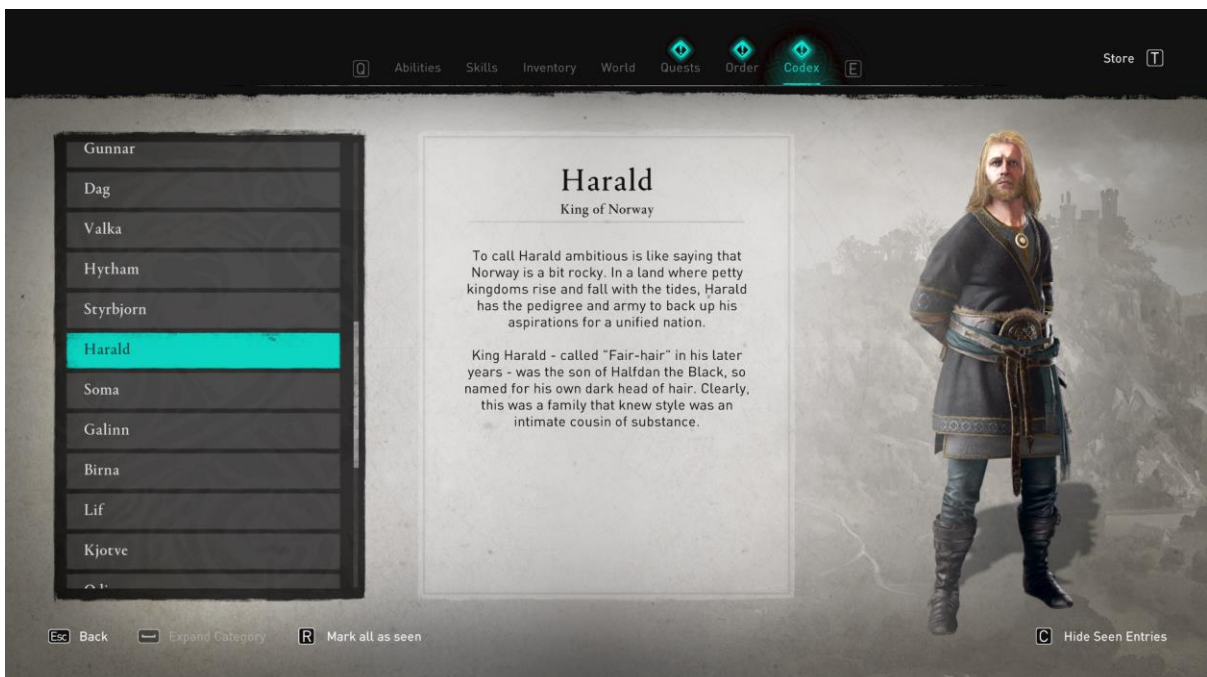 Q Abilities Skills Inventory World Quests Order Codex E
Store T
Gunnar
Dag
Valka
Hytham
Styrbjorn
Harald
Soma
Galinn
Birna
Lif
Kjotve
Harald
King of Norway
To call Harald ambitious is like saying that
Norway is a bit rocky. In a land where petty
kingdoms rise and fall with the tides, Harald
has the pedigree and army to back up his
aspirations for a unified nation.
King Harald - called "Fair-hair" in his later
years - was the son of Halfdan the Black, so
named for his own dark head of hair. Clearly,
this was a family that knew style was an
intimate cousin of substance.
Esc Back Expand Category R Mark all as seen
C Hide Seen Entries